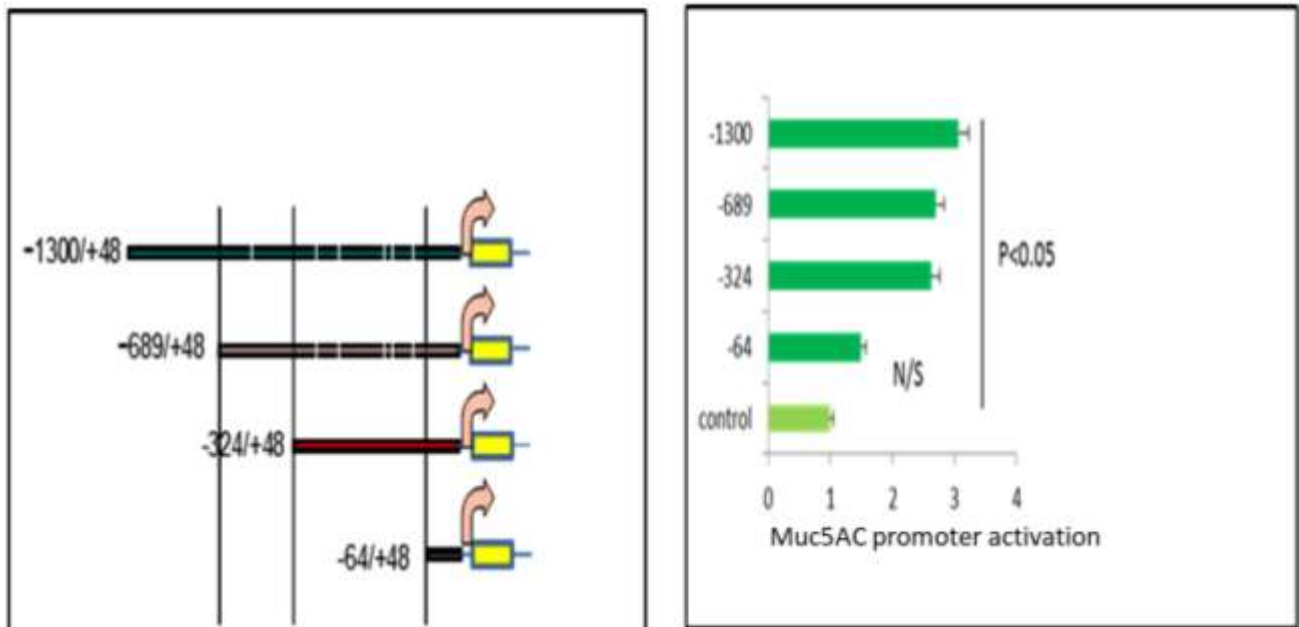 -1300/+48
-689/+48
-324/+48
-64/+48
-1300
-689
-324
-64
control
P<0.05
N/S
0 1 2 3 4
Muc5AC promoter activation